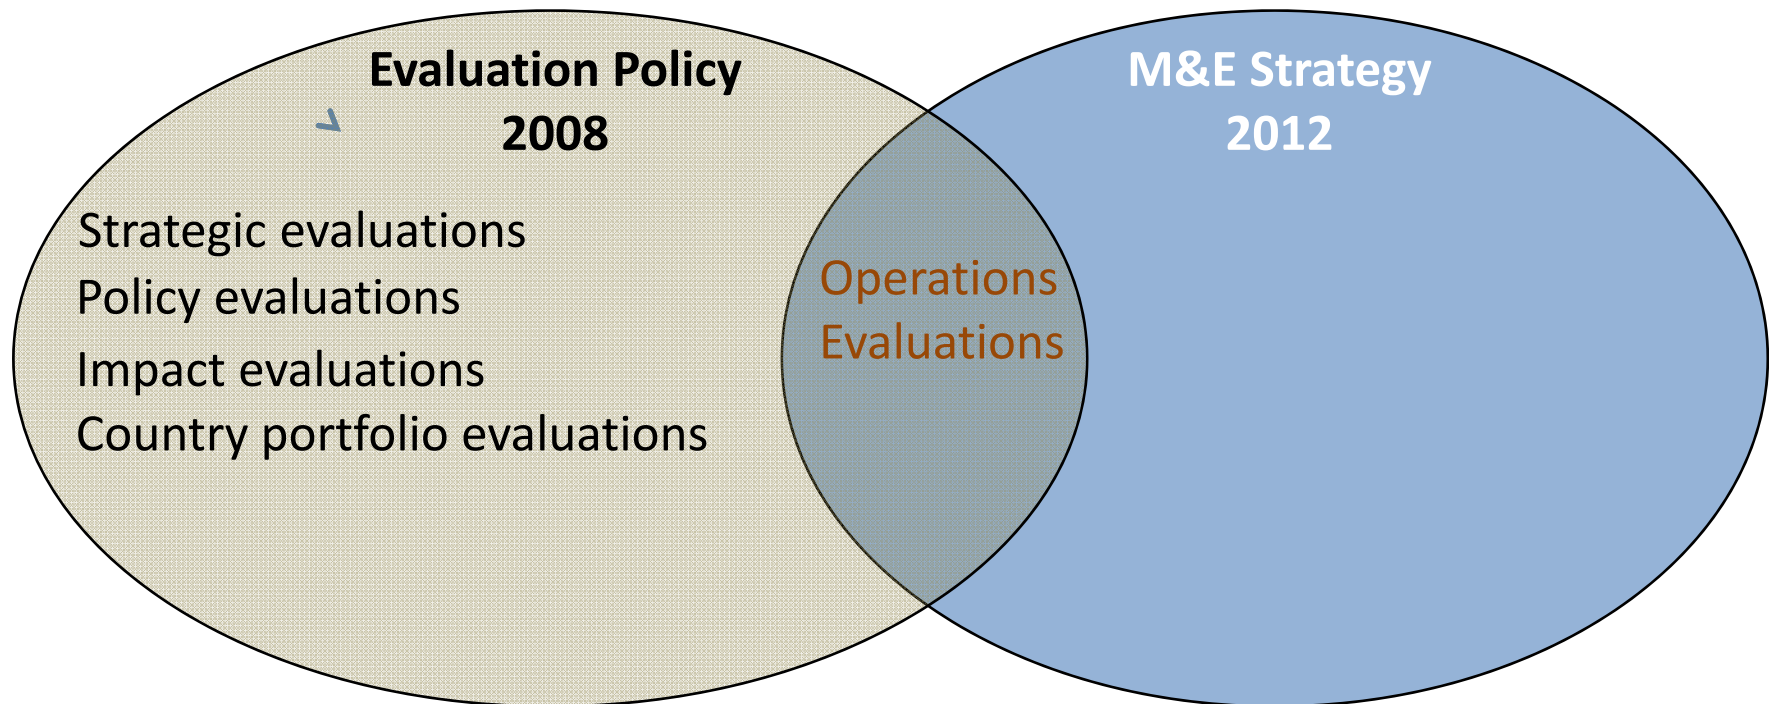 Evaluation Policy
2008
Strategic evaluations
Policy evaluations
Impact evaluations
Country portfolio evaluations
Operations
Evaluations
M&E Strategy
2012